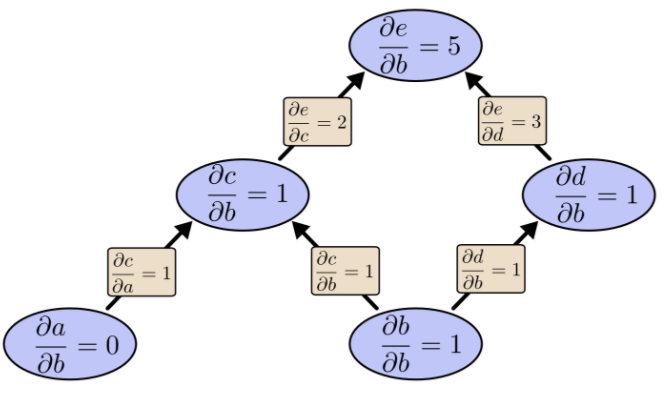 ∂e/∂b = 5
∂e/∂c = 2
∂e/∂d = 3
∂c/∂b = 1
∂d/∂b = 1
∂c/∂a = 1
∂c/∂b = 1
∂d/∂b = 1
∂a/∂b = 0
∂b/∂b = 1